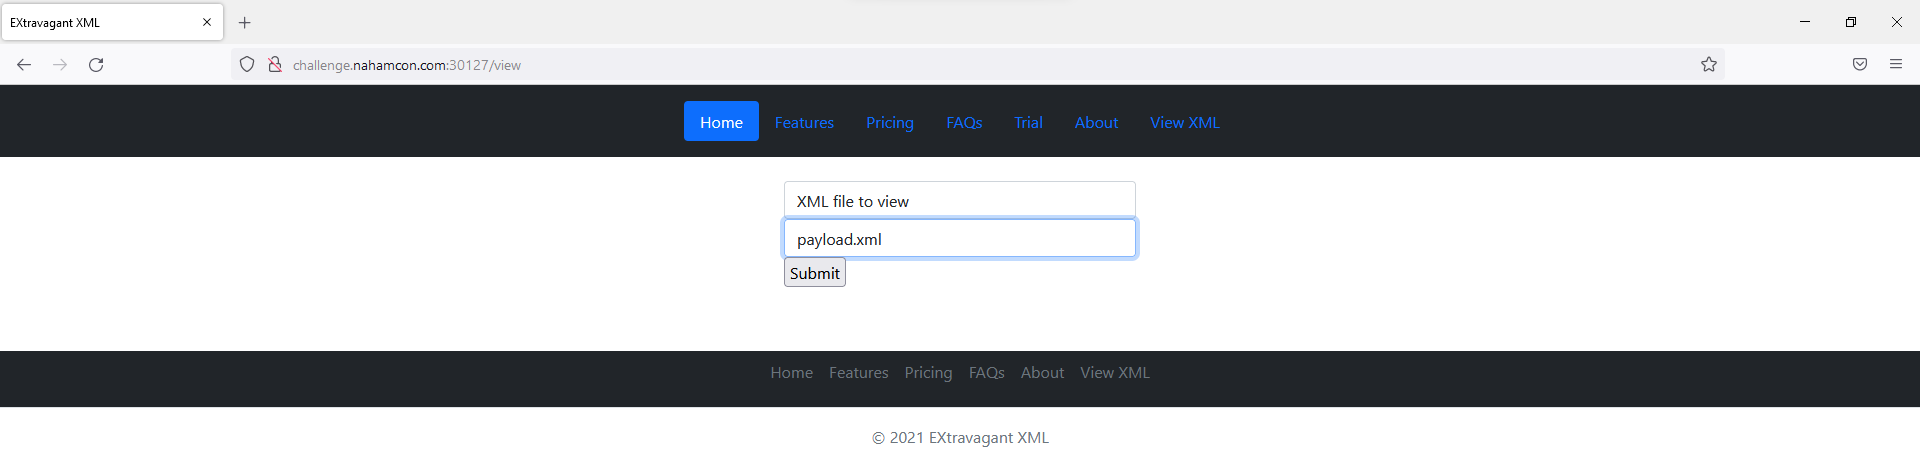 EXtravagant XML
challenge.nahamcon.com:30127/view
Home Features Pricing FAQs Trial About View XML
XML file to view
payload.xml
Submit
Home Features Pricing FAQs About View XML
© 2021 EXtravagant XML